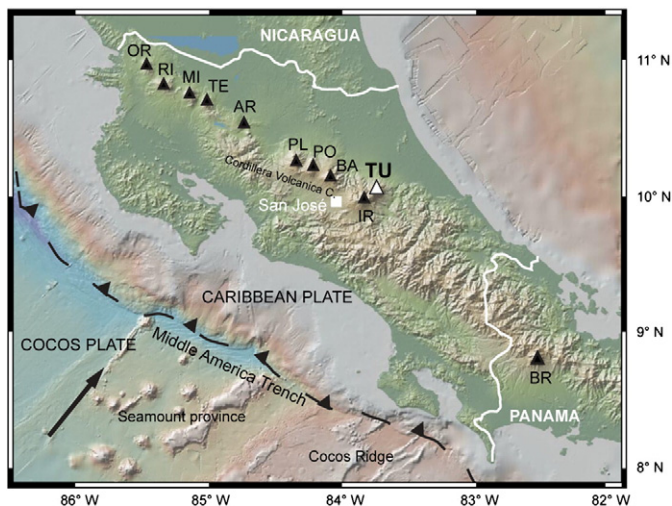 NICARAGUA
OR
RI
MI
TE
AR
PL
PO
BA
TU
IR
Cordillera Volcanica C.
San José
CARIBBEAN PLATE
COCOS PLATE
Middle America Trench
Seamount province
Cocos Ridge
BR
PANAMA
11° N
10° N
9° N
8° N
86° W
85° W
84° W
83° W
82° W